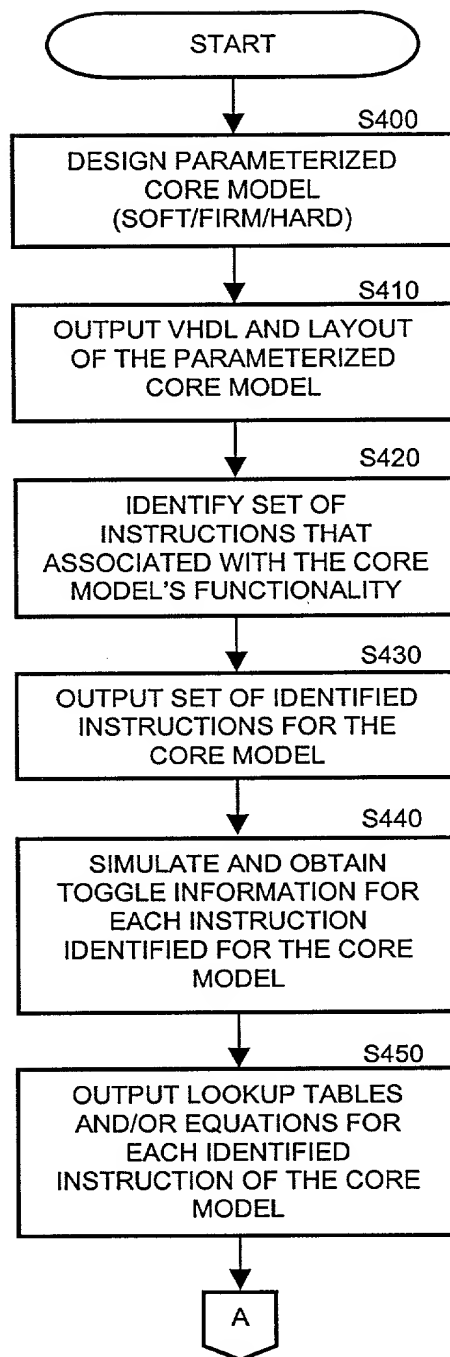 START
S400
DESIGN PARAMETERIZED
CORE MODEL
(SOFT/FIRM/HARD)
S410
OUTPUT VHDL AND LAYOUT
OF THE PARAMETERIZED
CORE MODEL
S420
IDENTIFY SET OF
INSTRUCTIONS THAT
ASSOCIATED WITH THE CORE
MODEL'S FUNCTIONALITY
S430
OUTPUT SET OF IDENTIFIED
INSTRUCTIONS FOR THE
CORE MODEL
S440
SIMULATE AND OBTAIN
TOGGLE INFORMATION FOR
EACH INSTRUCTION
IDENTIFIED FOR THE CORE
MODEL
S450
OUTPUT LOOKUP TABLES
AND/OR EQUATIONS FOR
EACH IDENTIFIED
INSTRUCTION OF THE CORE
MODEL
A